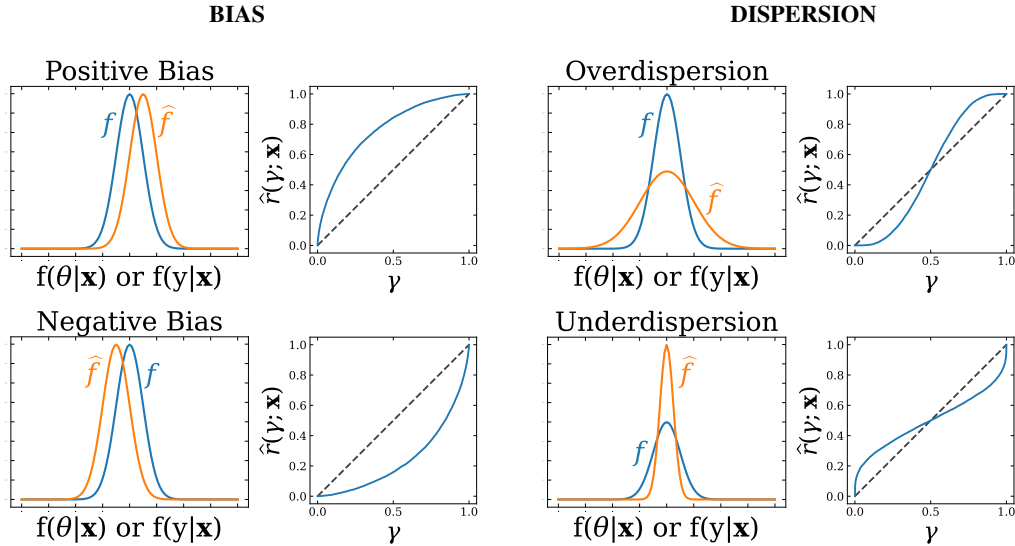 BIAS
DISPERSION
Positive Bias
f
f̂
f(θ|x) or f(y|x)
r̂(γ; x)
1.0
0.8
0.6
0.4
0.2
0.0
0.0 0.5 1.0
γ
Overdispersion
f
f̂
f(θ|x) or f(y|x)
r̂(γ; x)
1.0
0.8
0.6
0.4
0.2
0.0
0.0 0.5 1.0
γ
Negative Bias
f̂
f
f(θ|x) or f(y|x)
r̂(γ; x)
1.0
0.8
0.6
0.4
0.2
0.0
0.0 0.5 1.0
γ
Underdispersion
f̂
f
f(θ|x) or f(y|x)
r̂(γ; x)
1.0
0.8
0.6
0.4
0.2
0.0
0.0 0.5 1.0
γ